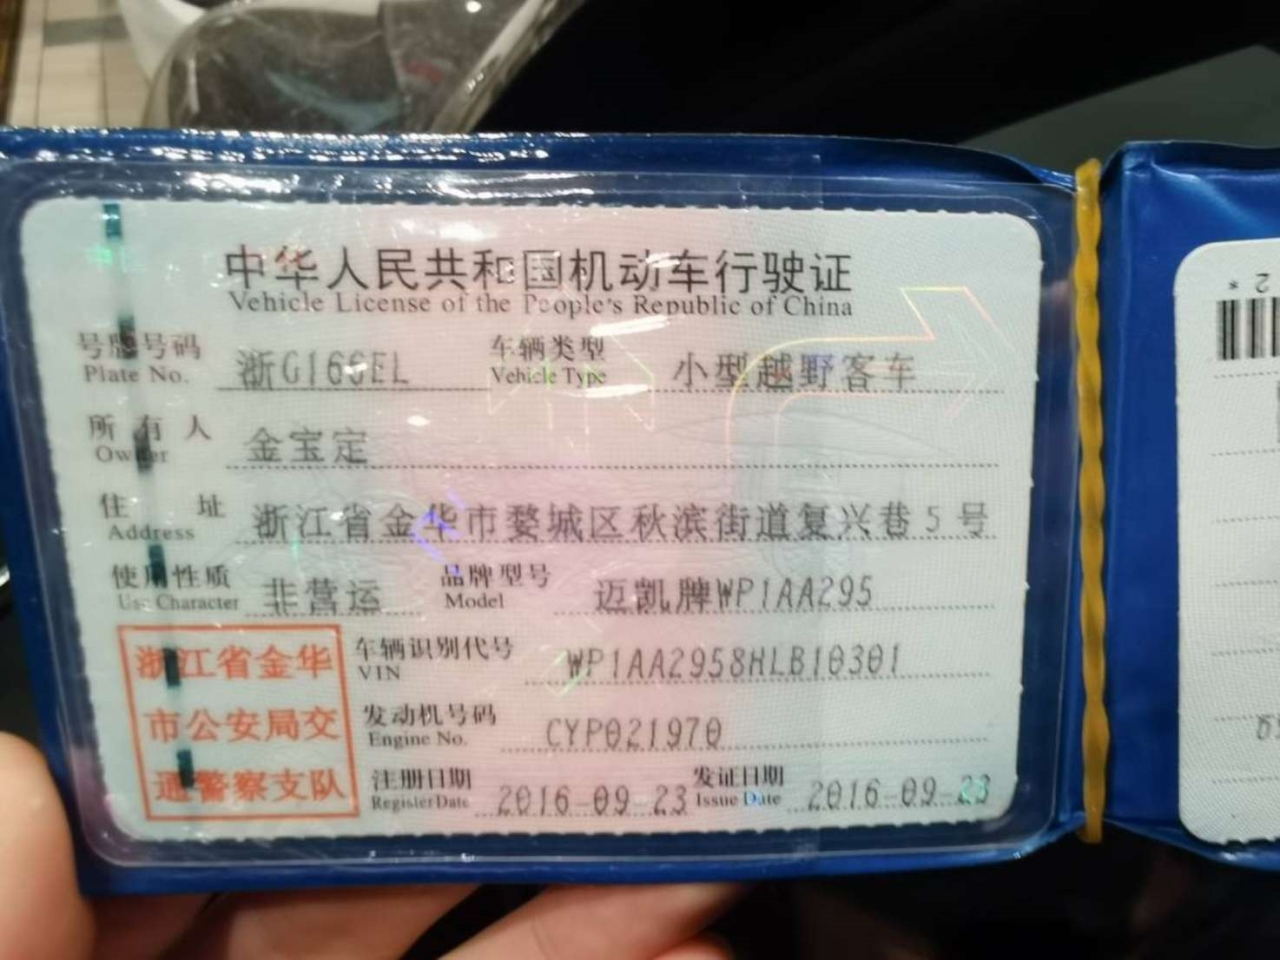 中华人民共和国机动车行驶证
Vehicle License of the People's Republic of China
号牌号码 浙G166EL 车辆类型 小型越野客车
Plate No. Vehicle Type
所有人 金宝定
Owner
住址 浙江省金华市婺城区秋滨街道复兴巷5号
Address
使用性质 非营运 品牌型号 迈凯牌WP1AA295
Use Character Model
浙江省金华
市公安局交
通警察支队
车辆识别代号 WP1AA2958HLB10301
VIN
发动机号码 CYP021970
Engine No.
注册日期 2016-09-23 发证日期 2016-09-23
Register Date Issue Date